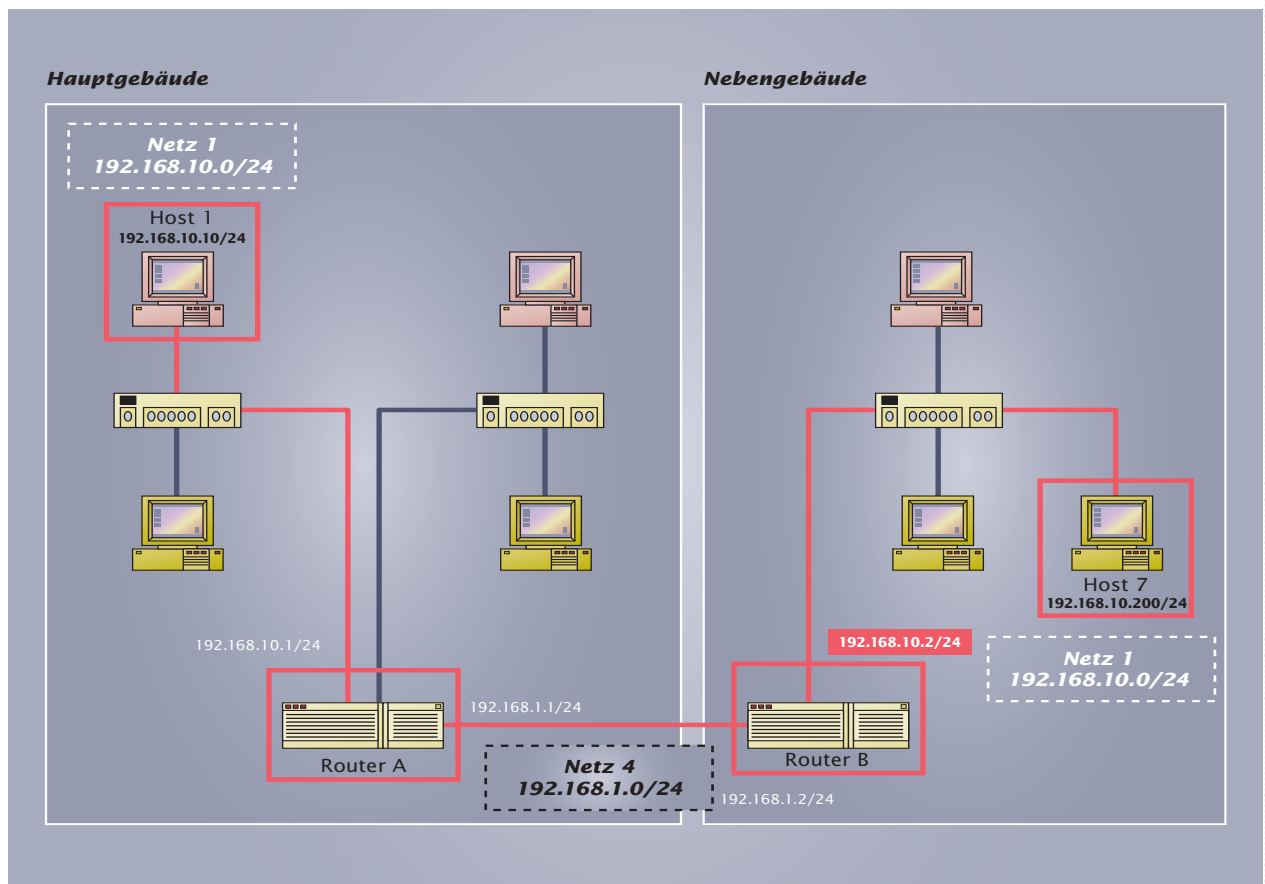 Hauptgebäude
Nebengebäude
Netz 1
192.168.10.0/24
Host 1
192.168.10.10/24
Host 7
192.168.10.200/24
192.168.10.1/24
192.168.10.2/24
Netz 1
192.168.10.0/24
192.168.1.1/24
Router A
Router B
Netz 4
192.168.1.0/24
192.168.1.2/24